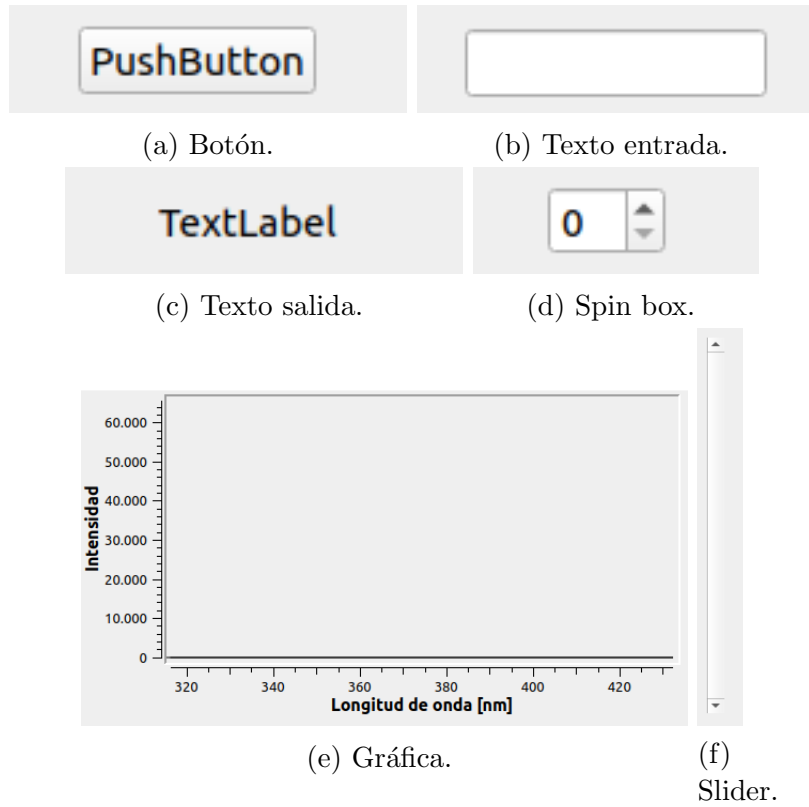 PushButton
(a) Botón.
(b) Texto entrada.
TextLabel
0
(c) Texto salida.
(d) Spin box.
60.000
50.000
40.000
30.000
20.000
10.000
0
Intensidad
320 340 360 380 400 420
Longitud de onda [nm]
(e) Gráfica.
(f)
Slider.